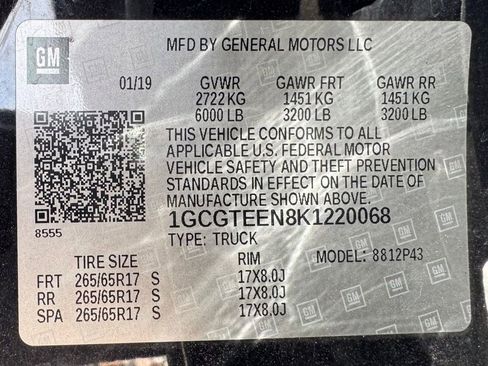 GM
MFD BY GENERAL MOTORS LLC
01/19 GVWR GAWR FRT GAWR RR
2722 KG 1451 KG 1451 KG
6000 LB 3200 LB 3200 LB
THIS VEHICLE CONFORMS TO ALL
APPLICABLE U.S. FEDERAL MOTOR
VEHICLE SAFETY AND THEFT PREVENTION
STANDARDS IN EFFECT ON THE DATE OF
MANUFACTURE SHOWN ABOVE.
8555 1GCGTEEN8K1220068
TYPE: TRUCK MODEL: 8812P43
TIRE SIZE RIM
FRT 265/65R17 S 17X8.0J
RR 265/65R17 S 17X8.0J
SPA 265/65R17 S 17X8.0J
GM